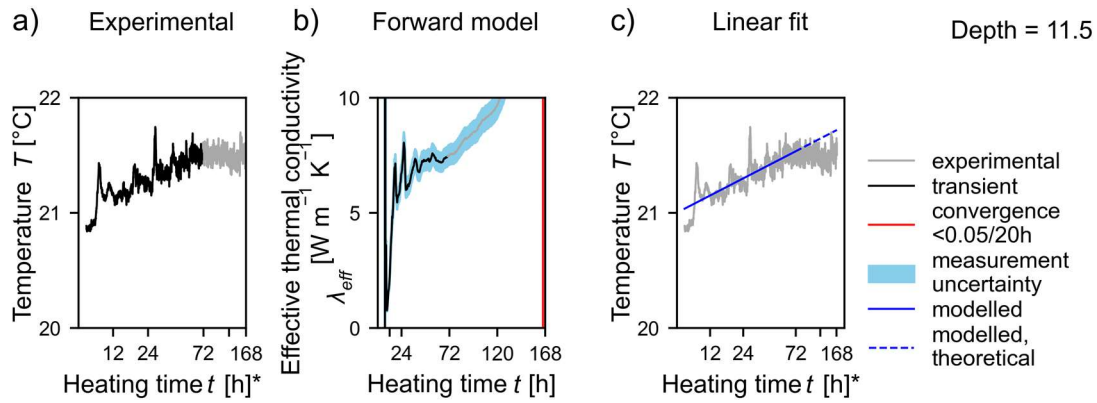 a) Experimental
b) Forward model
c) Linear fit
Depth = 11.5
Temperature T [°C]
22
21
20
12 24 72 168
Heating time t [h]*
Effective thermal conductivity
λeff [W m⁻¹ K⁻¹]
10
5
0
24 72 120 168
Heating time t [h]
Temperature T [°C]
22
21
20
12 24 72 168
Heating time t [h]*
experimental
transient
convergence
<0.05/20h
measurement
uncertainty
modelled
modelled,
theoretical